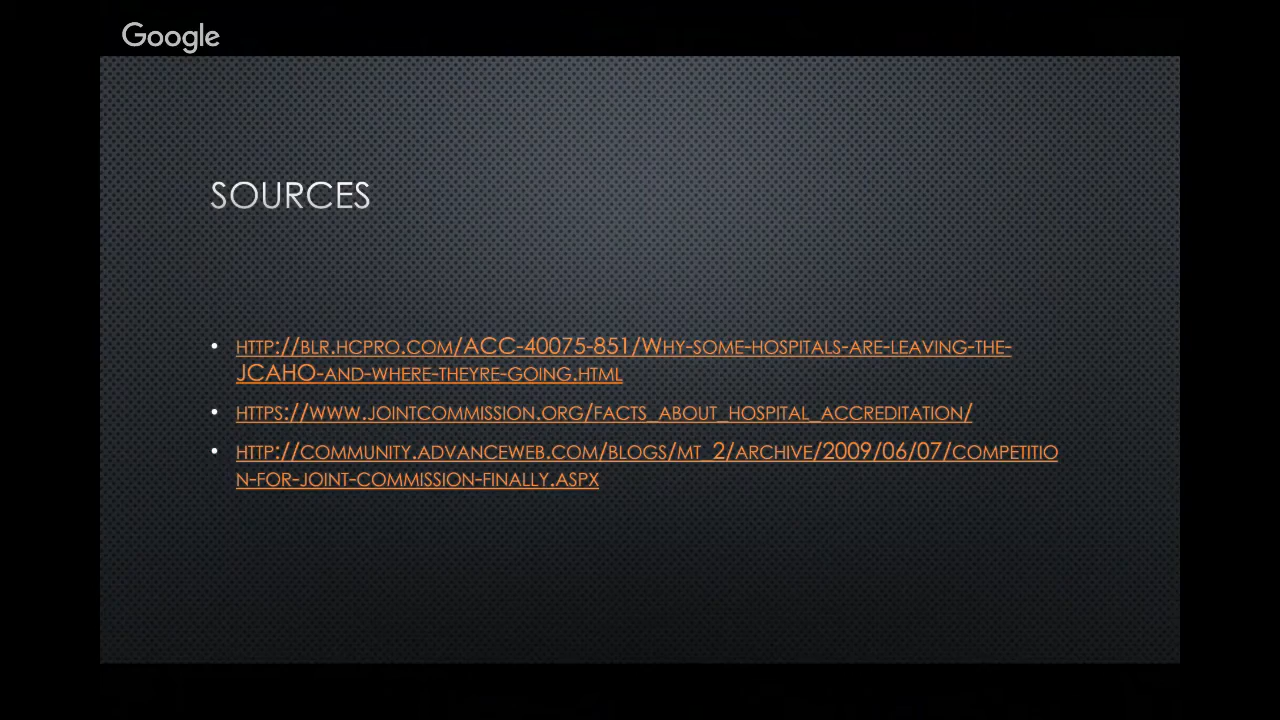 Google
SOURCES
• HTTP://BLR.HCPRO.COM/ACC-40075-851/WHY-SOME-HOSPITALS-ARE-LEAVING-THE-
JCAHO-AND-WHERE-THEYRE-GOING.HTML
• HTTPS://WWW.JOINTCOMMISSION.ORG/FACTS_ABOUT_HOSPITAL_ACCREDITATION/
• HTTP://COMMUNITY.ADVANCEWEB.COM/BLOGS/MT_2/ARCHIVE/2009/06/07/COMPETITIO
N-FOR-JOINT-COMMISSION-FINALLY.ASPX